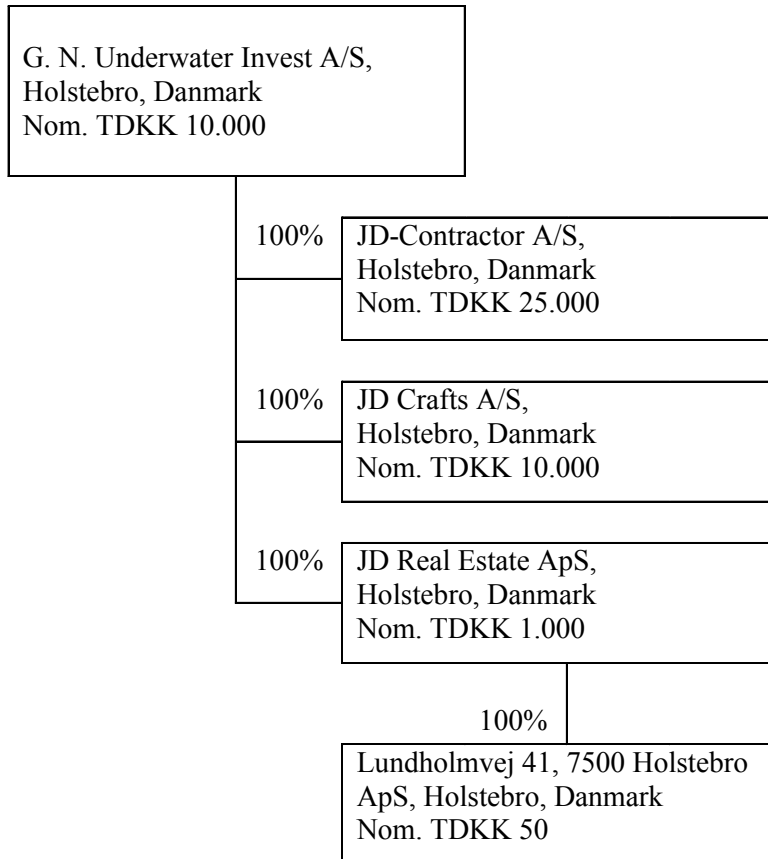 G. N. Underwater Invest A/S,
Holstebro, Danmark
Nom. TDKK 10.000
100%
JD-Contractor A/S,
Holstebro, Danmark
Nom. TDKK 25.000
100%
JD Crafts A/S,
Holstebro, Danmark
Nom. TDKK 10.000
100%
JD Real Estate ApS,
Holstebro, Danmark
Nom. TDKK 1.000
100%
Lundholmvej 41, 7500 Holstebro
ApS, Holstebro, Danmark
Nom. TDKK 50